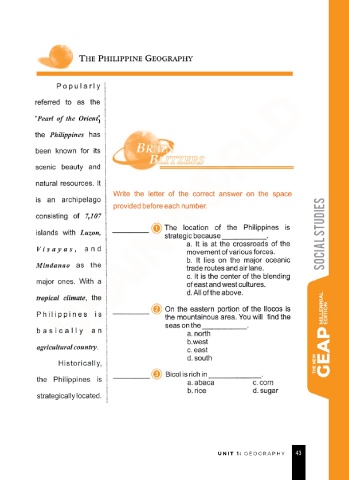 THE PHILIPPINE GEOGRAPHY
Popularly
referred to as the
"Pearl of the Orient",
the Philippines has
been known for its
scenic beauty and
natural resources. It
is an archipelago
consisting of 7,107
islands with Luzon,
Visayas, and
Mindanao as the
major ones. With a
tropical climate, the
Philippines is
basically an
agricultural country.
Historically,
the Philippines is
strategically located.
BRAIN
BLITZERS
Write the letter of the correct answer on the space
provided before each number.
________ 1 The location of the Philippines is
strategic because ___________.
a. It is at the crossroads of the
movement of various forces.
b. It lies on the major oceanic
trade routes and air lane.
c. It is the center of the blending
of east and west cultures.
d. All of the above.
________ 2 On the eastern portion of the Ilocos is
the mountainous area. You will find the
seas on the ___________.
a. north
b. west
c. east
d. south
________ 3 Bicol is rich in _____________.
a. abaca c. corn
b. rice d. sugar
SOCIAL STUDIES
THE NEW
GEAP MILLENNIAL
EDITION
UNIT 1: GEOGRAPHY 43